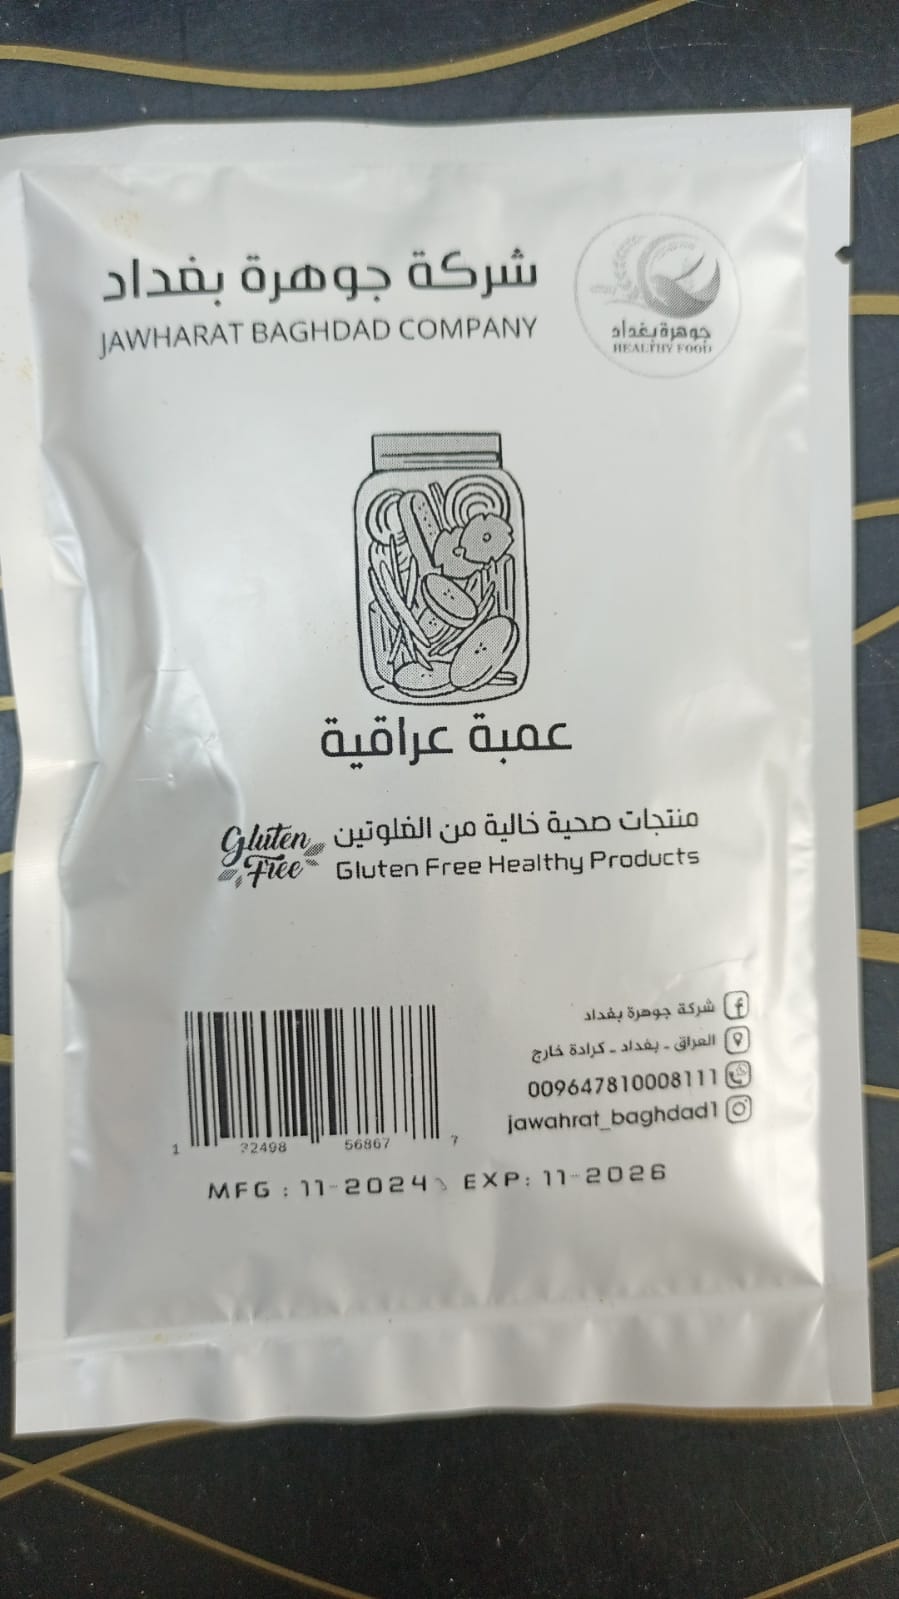 شركة جوهرة بغداد
JAWHARAT BAGHDAD COMPANY
جوهرة بغداد
HEALTHY FOOD
عمبة عراقية
منتجات صحية خالية من الغلوتين
Gluten Free Healthy Products
Gluten
Free
شركة جوهرة بغداد
العراق - بغداد - كرادة خارج
009647810008111
jawahrat_baghdad1
1 32498 56867 7
MFG : 11-2024 EXP: 11-2026